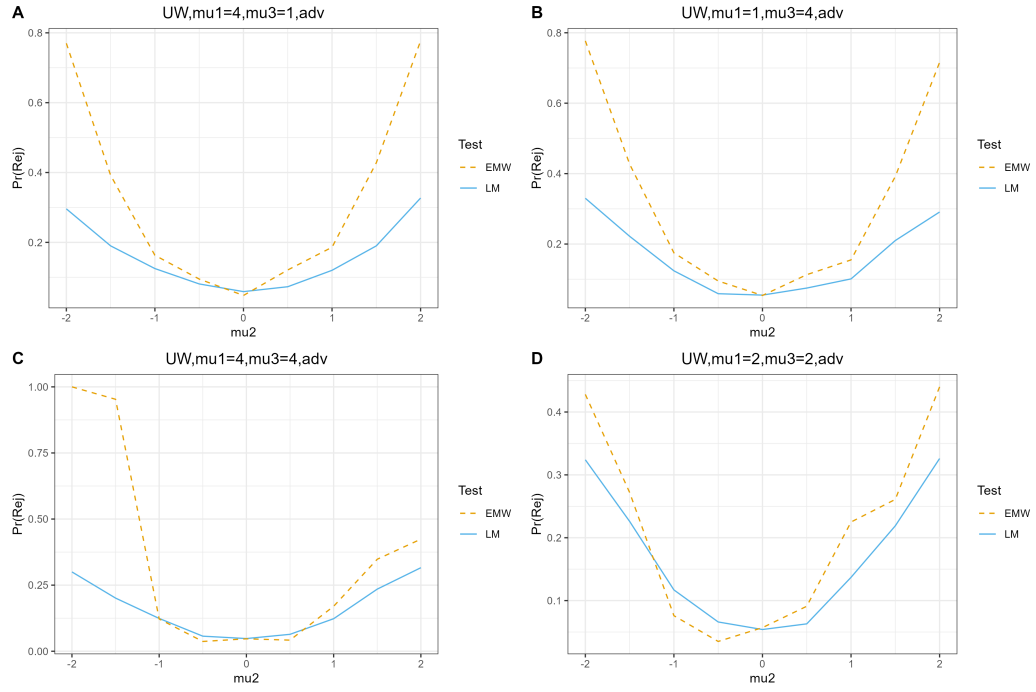 A
UW,mu1=4,mu3=1,adv
Pr(Rej)
0.8
0.6
0.4
0.2
-2
-1
0
1
2
mu2
Test
EMW
LM
B
UW,mu1=1,mu3=4,adv
Pr(Rej)
0.8
0.6
0.4
0.2
-2
-1
0
1
2
mu2
Test
EMW
LM
C
UW,mu1=4,mu3=4,adv
Pr(Rej)
1.00
0.75
0.50
0.25
0.00
-2
-1
0
1
2
mu2
Test
EMW
LM
D
UW,mu1=2,mu3=2,adv
Pr(Rej)
0.4
0.3
0.2
0.1
-2
-1
0
1
2
mu2
Test
EMW
LM